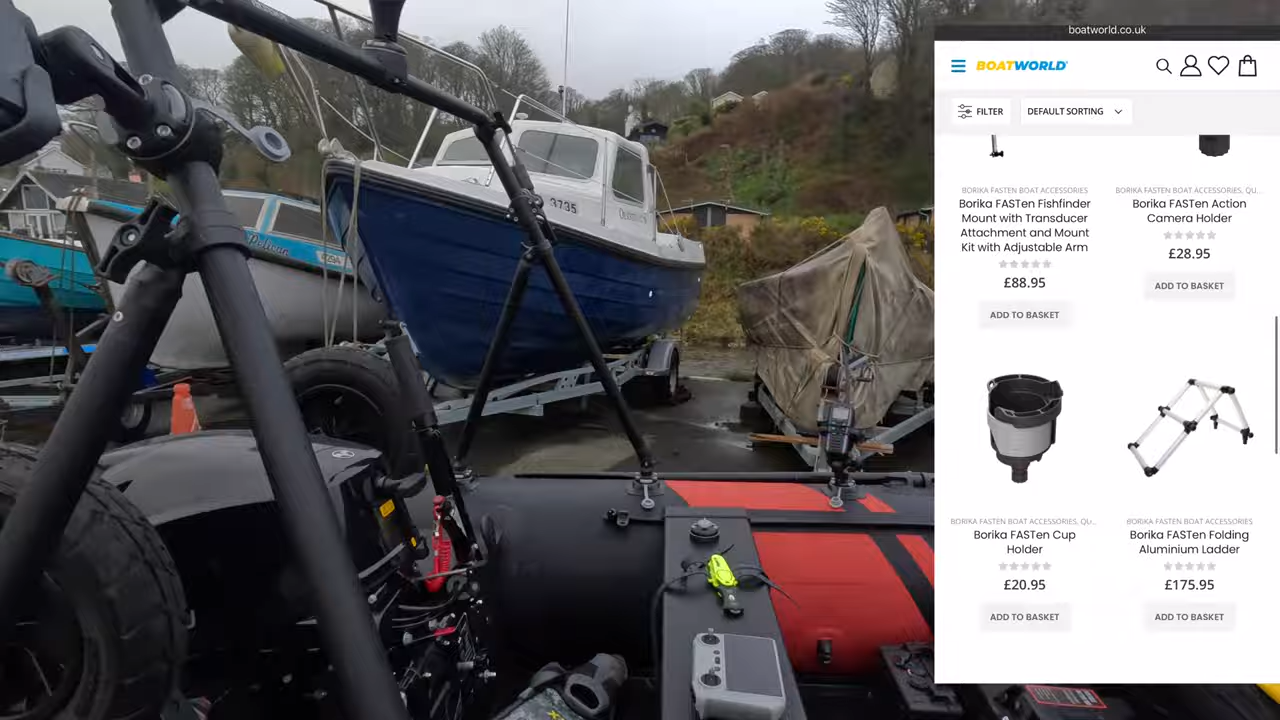 boatworld.co.uk
BOATWORLD
FILTER
DEFAULT SORTING
BORIKA FASTEN BOAT ACCESSORIES
Borika FASTen Fishfinder
Mount with Transducer
Attachment and Mount
Kit with Adjustable Arm
£88.95
ADD TO BASKET
BORIKA FASTEN BOAT ACCESSORIES, QU...
Borika FASTen Action
Camera Holder
£28.95
ADD TO BASKET
BORIKA FASTEN BOAT ACCESSORIES, QU...
Borika FASTen Cup
Holder
£20.95
ADD TO BASKET
BORIKA FASTEN BOAT ACCESSORIES
Borika FASTen Folding
Aluminium Ladder
£175.95
ADD TO BASKET
3735
Pelican